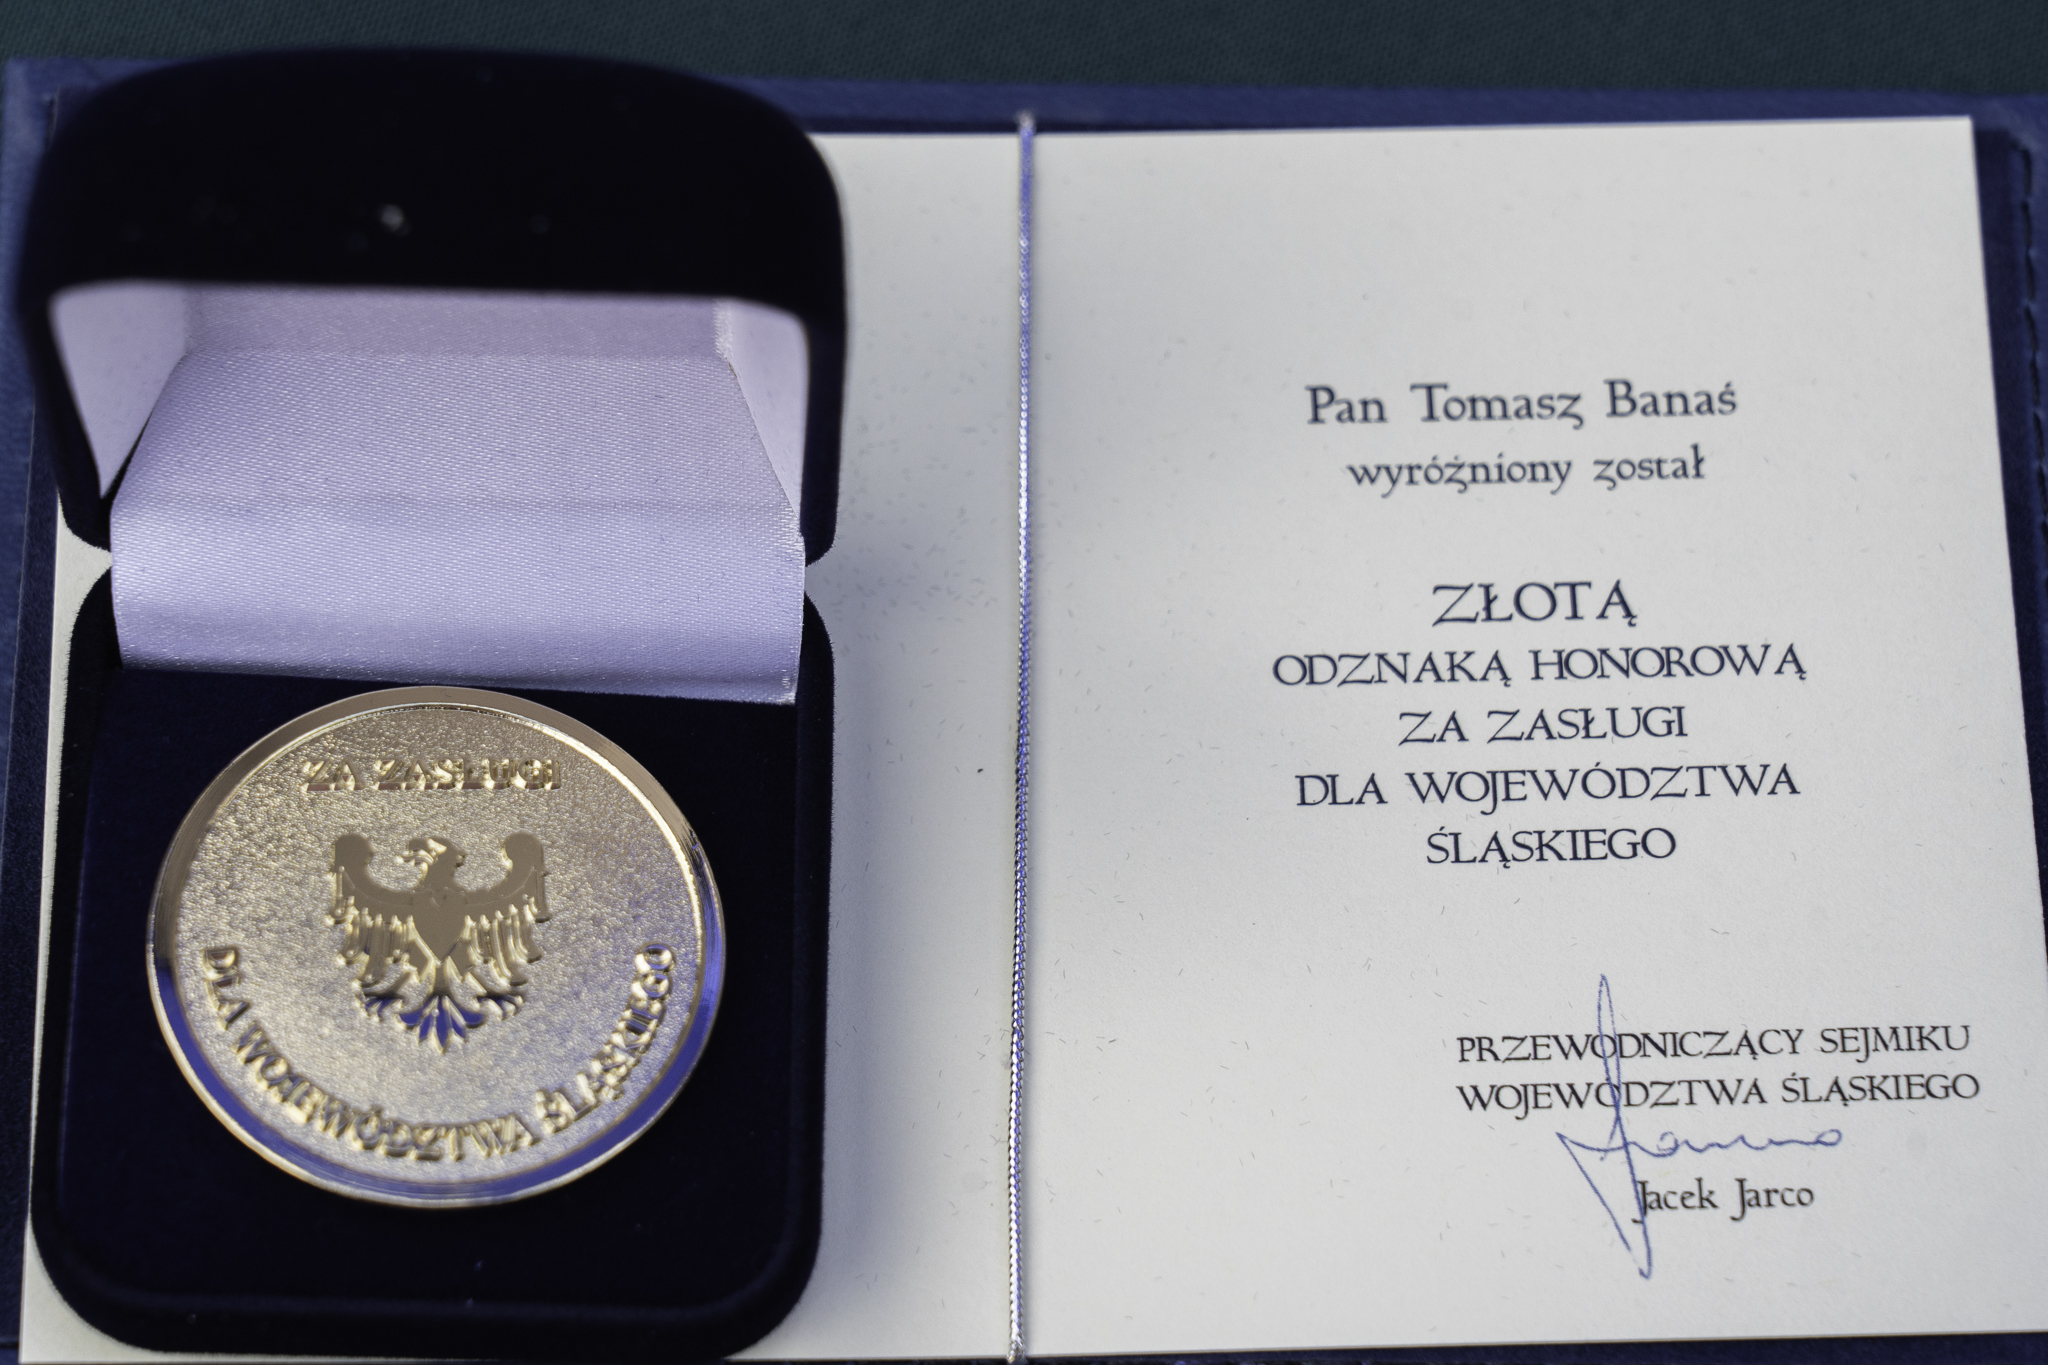 ZA ZASŁUGI
DLA WOJEWÓDZTWA ŚLĄSKIEGO
Pan Tomasz Banaś
wyróżniony został
ZŁOTĄ
ODZNAKĄ HONOROWĄ
ZA ZASŁUGI
DLA WOJEWÓDZTWA
ŚLĄSKIEGO
PRZEWODNICZĄCY SEJMIKU
WOJEWÓDZTWA ŚLĄSKIEGO
Jacek Jarco